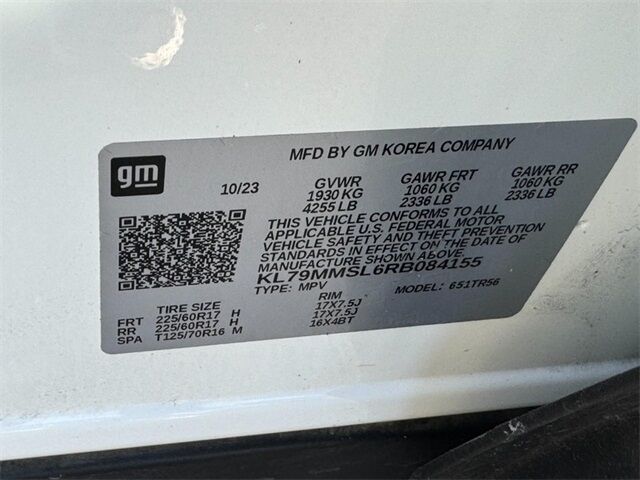 MFD BY GM KOREA COMPANY
gm
10/23
GVWR GAWR FRT GAWR RR
1930 KG 1060 KG 1060 KG
4255 LB 2336 LB 2336 LB
THIS VEHICLE CONFORMS TO ALL
APPLICABLE U.S. FEDERAL MOTOR
VEHICLE SAFETY AND THEFT PREVENTION
STANDARDS IN EFFECT ON THE DATE OF
MANUFACTURE SHOWN ABOVE.
KL79MMSL6RB084155
TYPE: MPV MODEL: 651TR56
TIRE SIZE RIM
FRT 225/60R17 H 17X7.5J
RR 225/60R17 H 17X7.5J
SPA T125/70R16 M 16X4BT